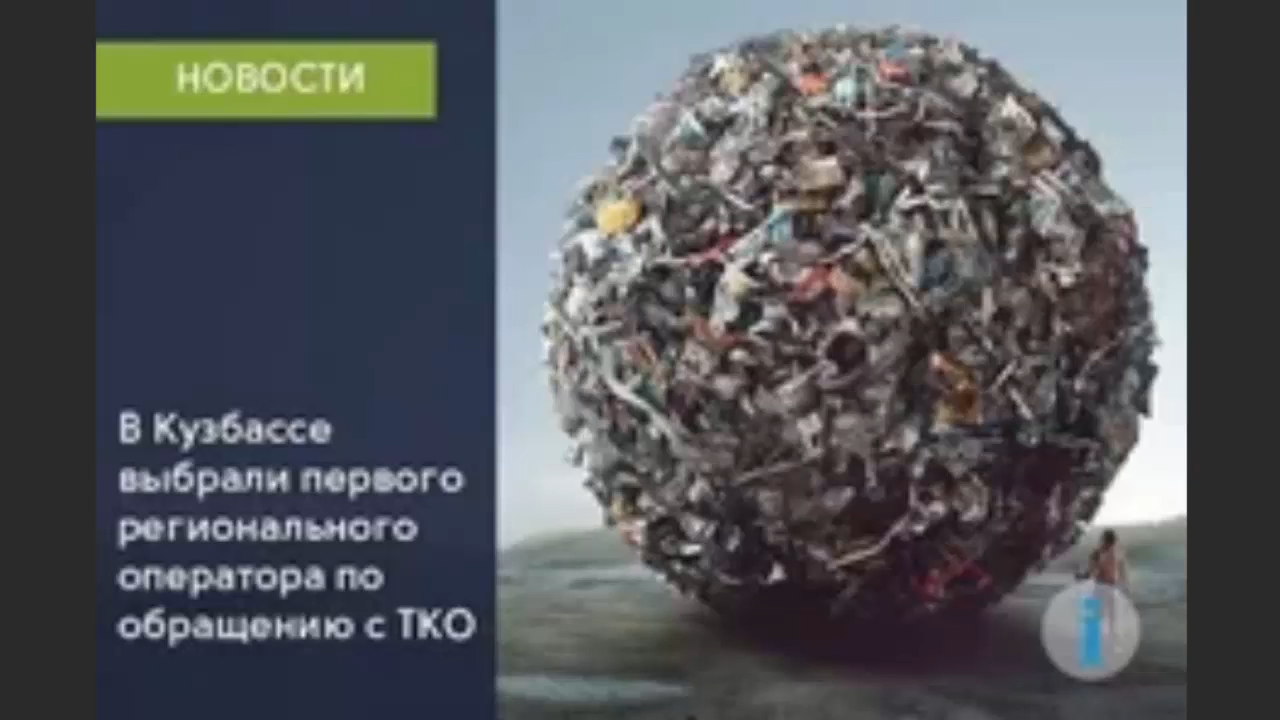 НОВОСТИ
В Кузбассе
выбрали первого
регионального
оператора по
обращению с ТКО
i